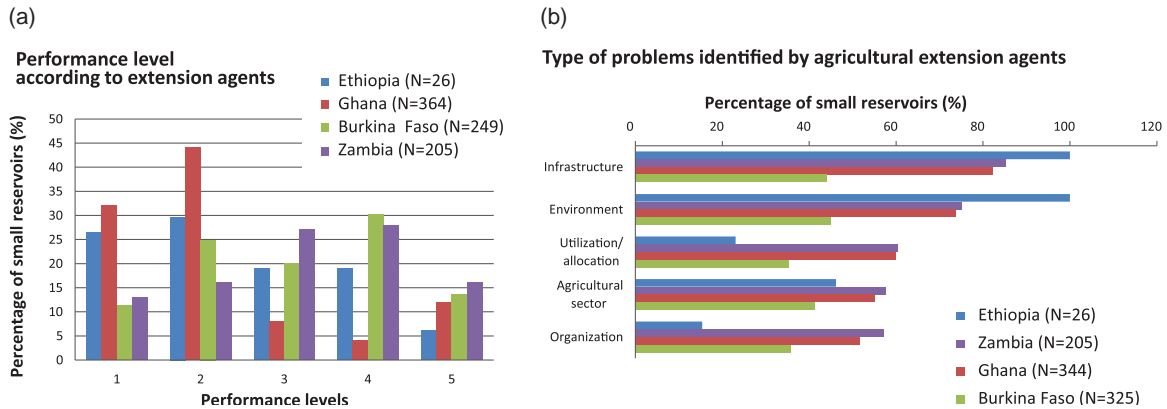 (a)
Performance level
according to extension agents
Ethiopia (N=26)
Ghana (N=364)
Burkina Faso (N=249)
Zambia (N=205)
Percentage of small reservoirs (%)
50
45
40
35
30
25
20
15
10
5
0
1 2 3 4 5
Performance levels
(b)
Type of problems identified by agricultural extension agents
Percentage of small reservoirs (%)
0 20 40 60 80 100 120
Infrastructure
Environment
Utilization/
allocation
Agricultural
sector
Organization
Ethiopia (N=26)
Zambia (N=205)
Ghana (N=344)
Burkina Faso (N=325)